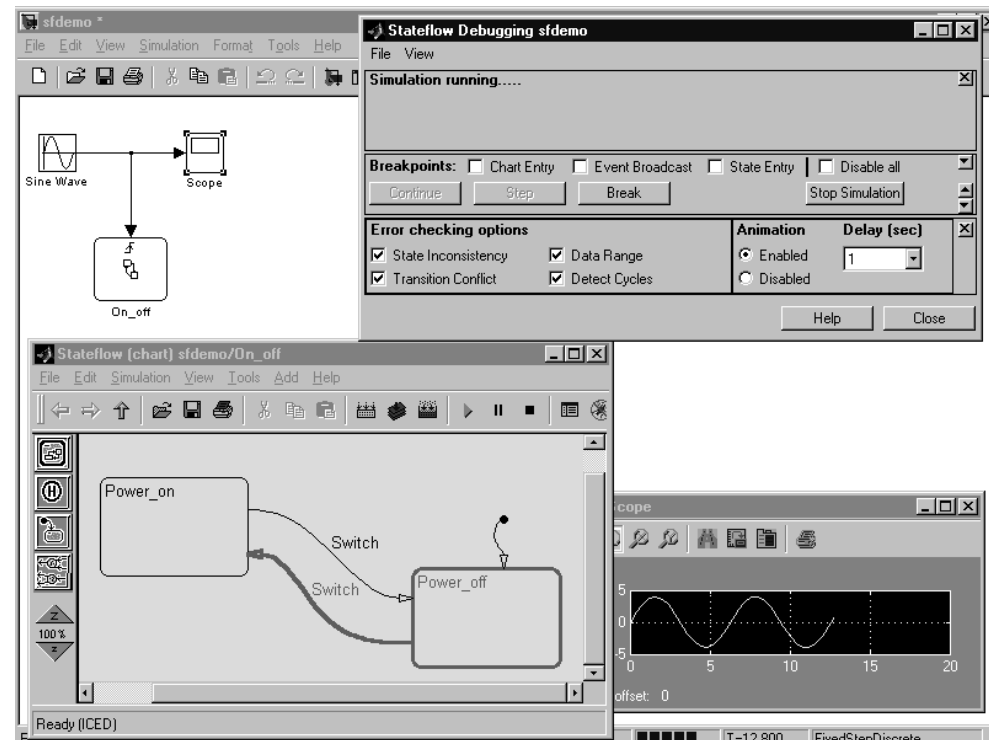 sfdemo *
File Edit View Simulation Format Tools Help
Sine Wave
Scope
On_off
Stateflow Debugging sfdemo
File View
Simulation running.....
Breakpoints: Chart Entry Event Broadcast State Entry Disable all
Continue Step Break Stop Simulation
Error checking options
State Inconsistency Data Range
Transition Conflict Detect Cycles
Animation Delay (sec)
Enabled 1
Disabled
Help Close
Stateflow (chart) sfdemo/On_off
File Edit Simulation View Tools Add Help
H
Power_on
Switch
Switch
Power_off
Z
100 %
z
Ready (ICED)
cope
5
0
-5
0 5 10 15 20
offset: 0
T=12.800 FixedStepDiscrete